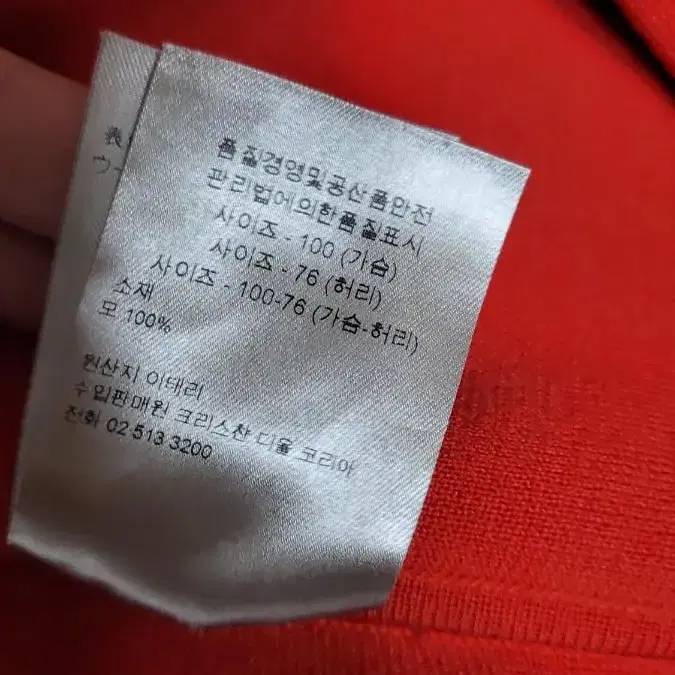 表
ウー
품질경영및공산품안전
관리법에의한품질표시
사이즈 - 100 (가슴)
사이즈 - 76 (허리)
사이즈 - 100-76 (가슴-허리)
소재
모 100%
원산지 이태리
수입판매원 크리스찬 디올 코리아
전화 02 513 3200